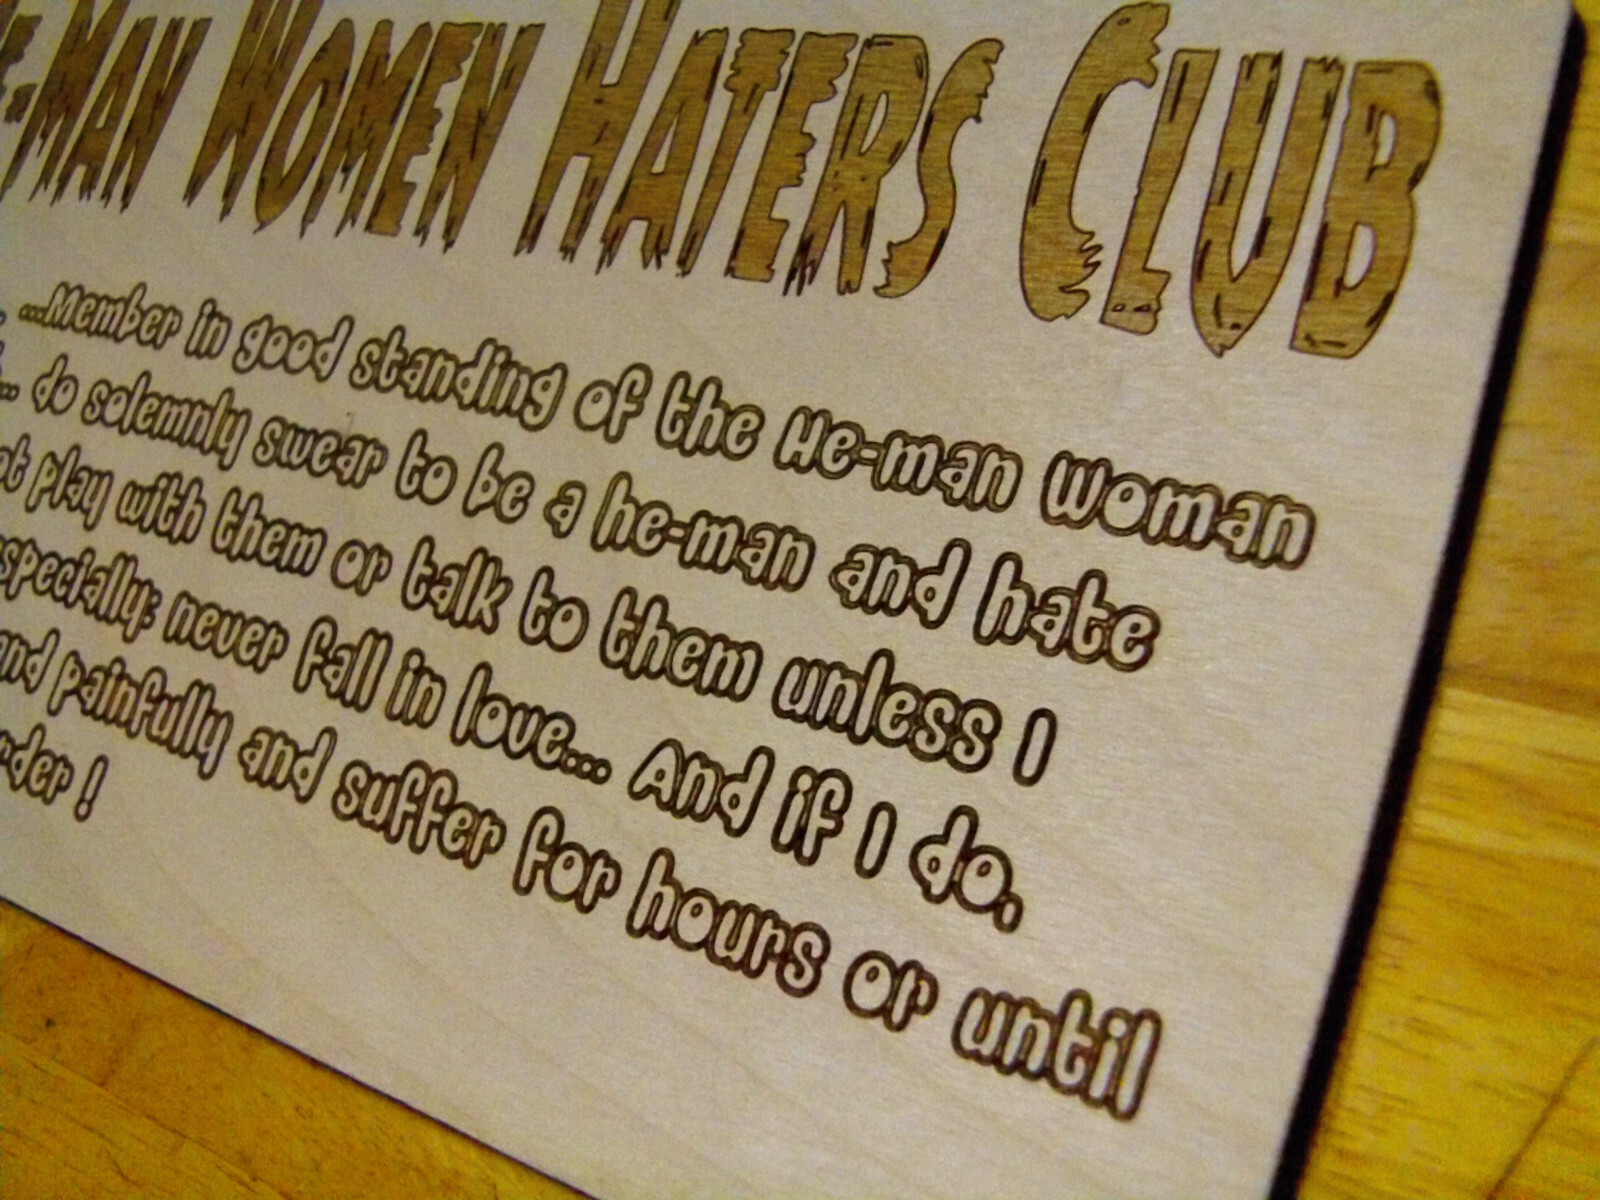 -Man Women Haters Club
...Member in good standing of the He-man Woman
... do solemnly swear to be a he-man and hate
play with them or talk to them unless I
specially: never fall in love... And if I do,
and painfully and suffer for hours or until
rder !